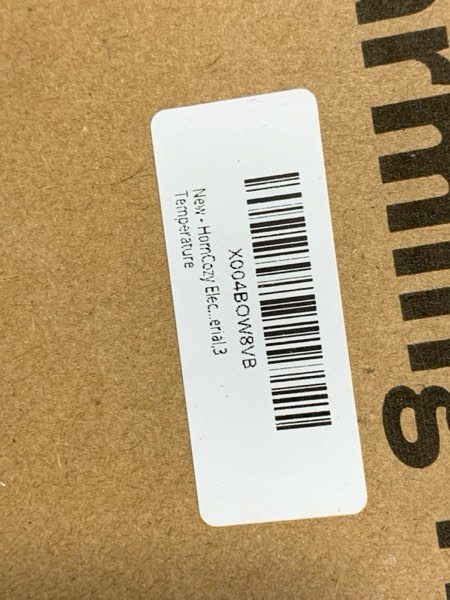 X004BOW8VB
New - HomCozy Elec...erial,3
Temperature